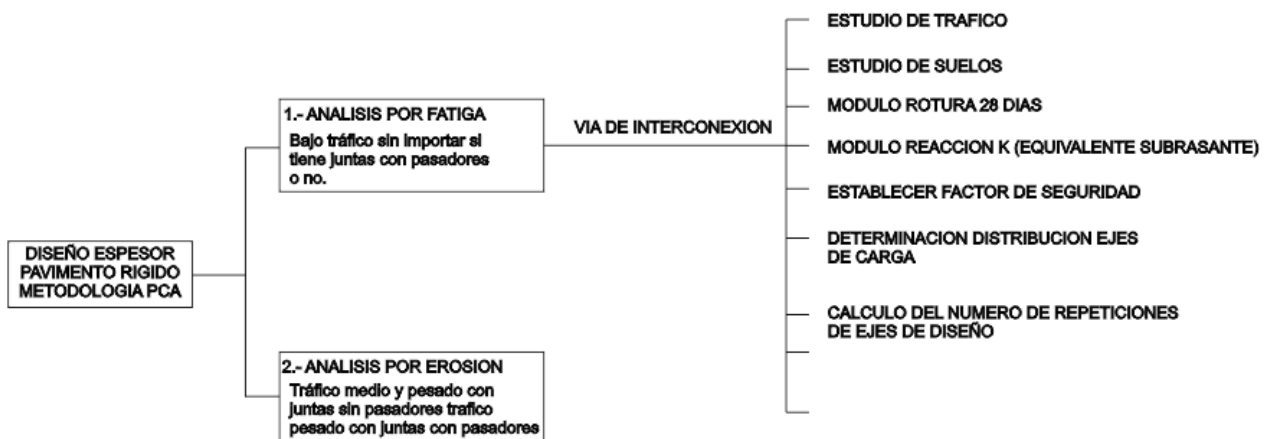 DISEÑO ESPESOR
PAVIMENTO RIGIDO
METODOLOGIA PCA
1.- ANALISIS POR FATIGA
Bajo tráfico sin importar si
tiene juntas con pasadores
o no.
2.- ANALISIS POR EROSION
Tráfico medio y pesado con
juntas sin pasadores trafico
pesado con juntas con pasadores
VIA DE INTERCONEXION
ESTUDIO DE TRAFICO
ESTUDIO DE SUELOS
MODULO ROTURA 28 DIAS
MODULO REACCION K (EQUIVALENTE SUBRASANTE)
ESTABLECER FACTOR DE SEGURIDAD
DETERMINACION DISTRIBUCION EJES
DE CARGA
CALCULO DEL NUMERO DE REPETICIONES
DE EJES DE DISEÑO